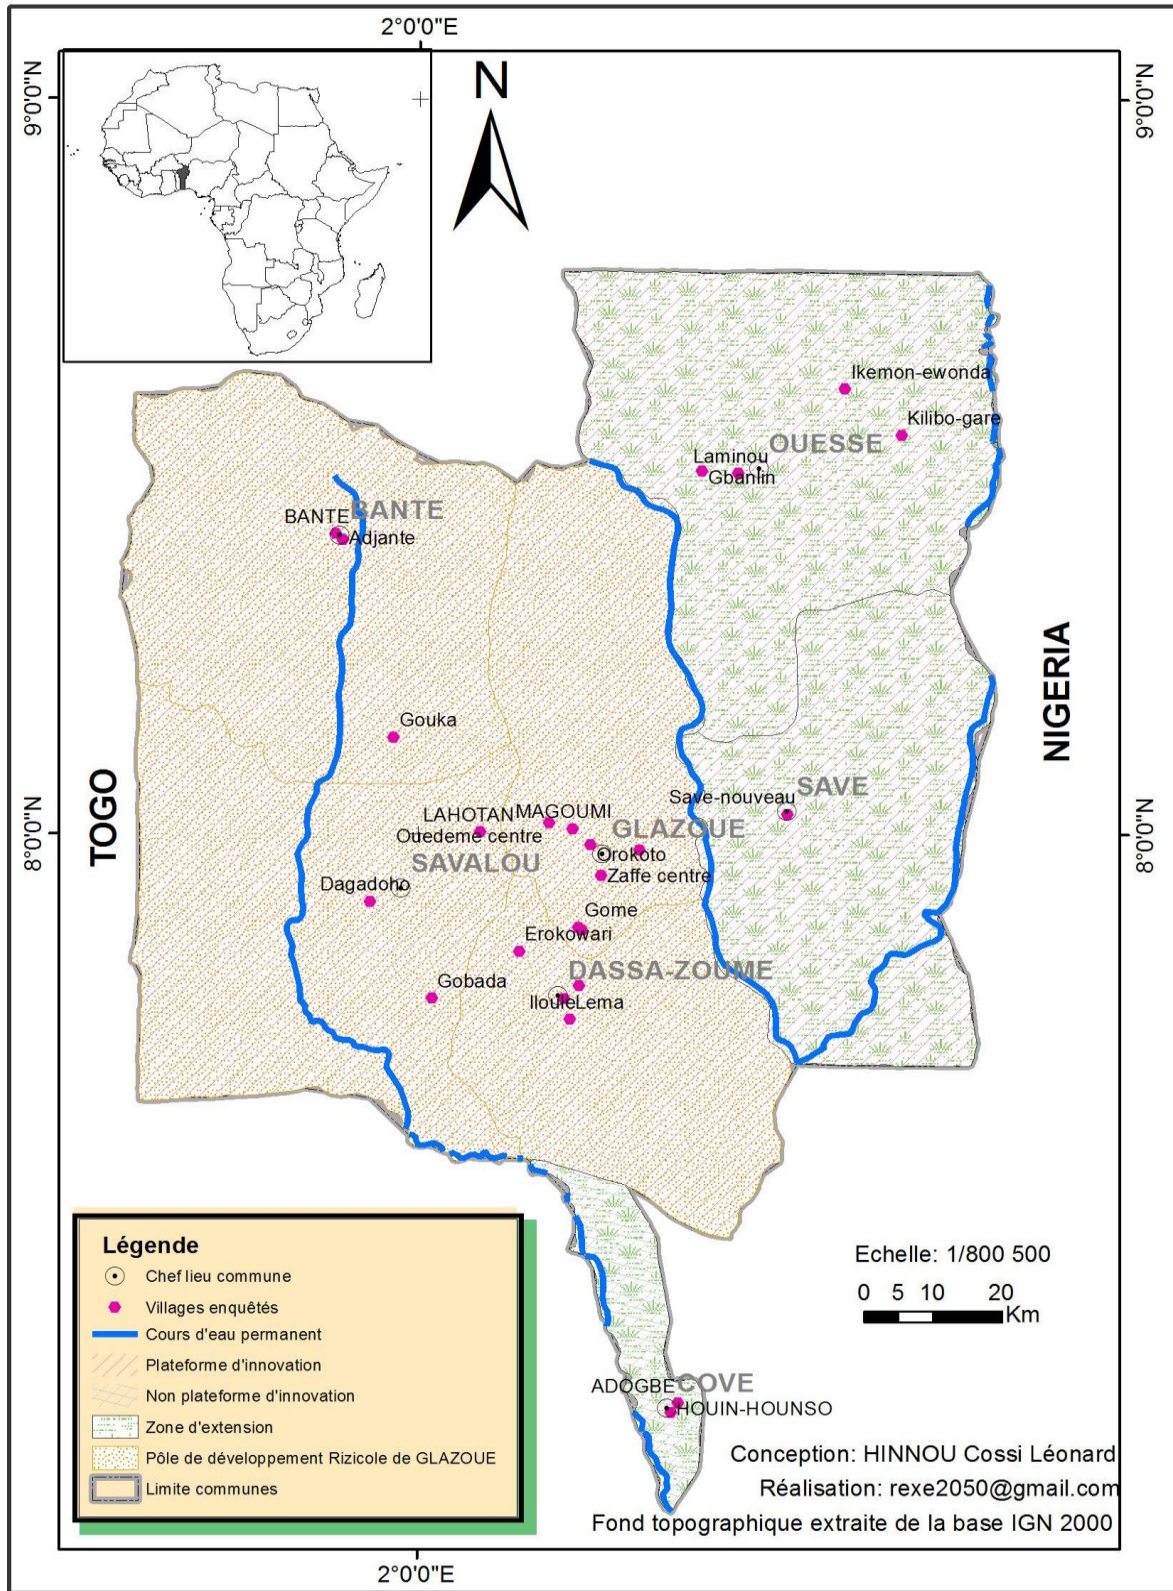 2°0'0"E
9°0'0"N
9°0'0"N
N
Ikemon-ewonda
Kilibo-gare
OUESSE
Laminou
Gbanlin
BANTE
BANTE
Adjante
NIGERIA
TOGO
Gouka
Save-nouveau
SAVE
LAHOTAN
MAGOUMI
GLAZOUE
Ouedeme centre
Orokoto
8°0'0"N
8°0'0"N
SAVALOU
Zaffe centre
Dagadoho
Gome
Erokowari
DASSA-ZOUME
Gobada
Iloule
Lema
Légende
Chef lieu commune
Villages enquêtés
Cours d'eau permanent
Plateforme d'innovation
Non plateforme d'innovation
Zone d'extension
Pôle de développement Rizicole de GLAZOUE
Limite communes
Echelle: 1/800 500
0 5 10 20
Km
ADOGBE
COVE
HOUIN-HOUNSO
Conception: HINNOU Cossi Léonard
Réalisation: rexe2050@gmail.com
Fond topographique extraite de la base IGN 2000
2°0'0"E